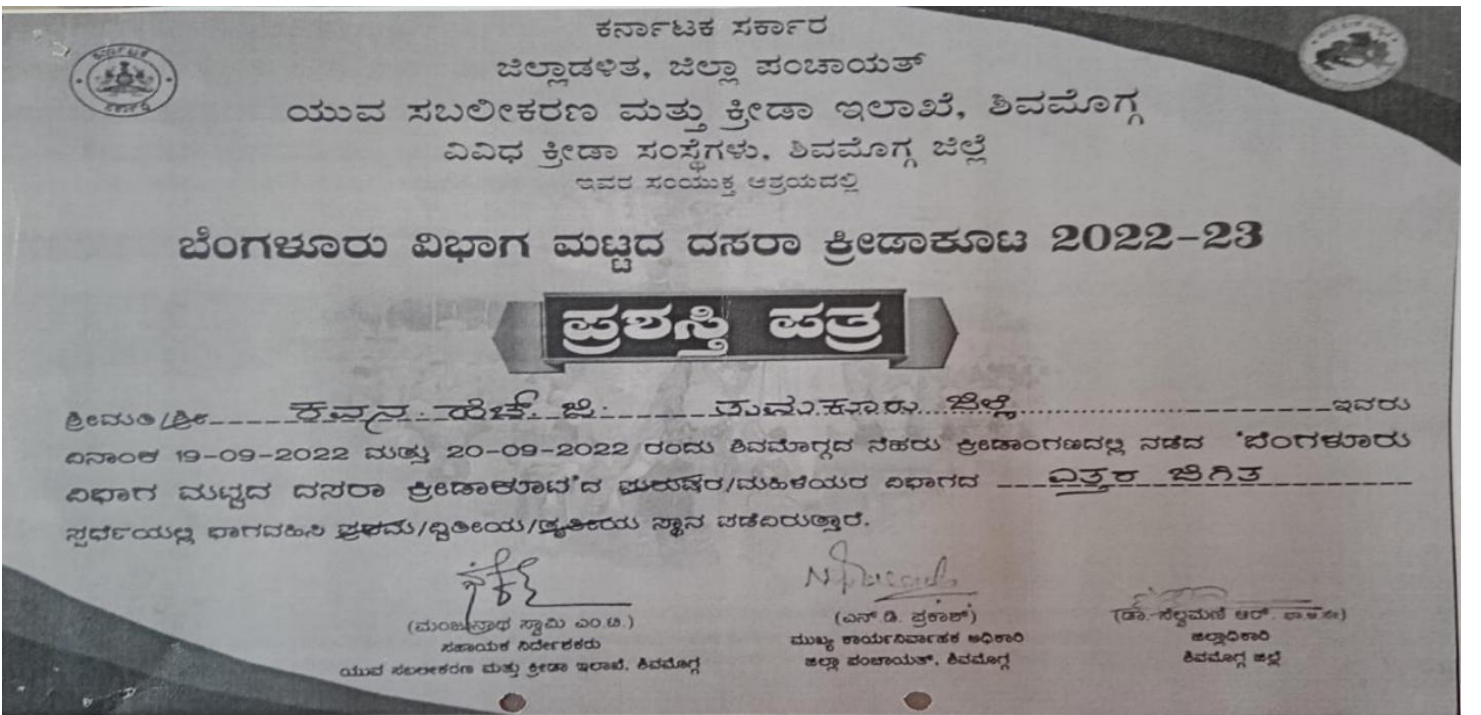 ಕರ್ನಾಟಕ ಸರ್ಕಾರ
ಜಿಲ್ಲಾಡಳಿತ, ಜಿಲ್ಲಾ ಪಂಚಾಯತ್
ಯುವ ಸಬಲೀಕರಣ ಮತ್ತು ಕ್ರೀಡಾ ಇಲಾಖೆ, ಶಿವಮೊಗ್ಗ
ವಿವಿಧ ಕ್ರೀಡಾ ಸಂಸ್ಥೆಗಳು, ಶಿವಮೊಗ್ಗ ಜಿಲ್ಲೆ
ಇವರ ಸಂಯುಕ್ತ ಆಶ್ರಯದಲ್ಲಿ
ಬೆಂಗಳೂರು ವಿಭಾಗ ಮಟ್ಟದ ದಸರಾ ಕ್ರೀಡಾಕೂಟ 2022-23
ಪ್ರಶಸ್ತಿ ಪತ್ರ
ಶ್ರೀಮತಿ/ಶ್ರೀ ಕವನ ಹೆಚ್. ಜಿ. ತುಮಕೂರು ಜಿಲ್ಲೆ ಇವರು
ದಿನಾಂಕ 19-09-2022 ಮತ್ತು 20-09-2022 ರಂದು ಶಿವಮೊಗ್ಗದ ನೆಹರು ಕ್ರೀಡಾಂಗಣದಲ್ಲಿ ನಡೆದ 'ಬೆಂಗಳೂರು
ವಿಭಾಗ ಮಟ್ಟದ ದಸರಾ ಕ್ರೀಡಾಕೂಟ'ದ ಪುರುಷರ/ಮಹಿಳೆಯರ ವಿಭಾಗದ ಎತ್ತರ ಜಿಗಿತ
ಸ್ಪರ್ಧೆಯಲ್ಲಿ ಭಾಗವಹಿಸಿ ಪ್ರಥಮ/ದ್ವಿತೀಯ/ತೃತೀಯ ಸ್ಥಾನ ಪಡೆದಿರುತ್ತಾರೆ.
(ಮಂಜುನಾಥ ಸ್ವಾಮಿ ಎಂ.ಟಿ.) (ಎನ್.ಡಿ. ಪ್ರಕಾಶ್) (ಡಾ. ಸೆಲ್ವಮಣಿ ಆರ್. ಭಾ.ಆ.ಸೇ)
ಸಹಾಯಕ ನಿರ್ದೇಶಕರು ಮುಖ್ಯ ಕಾರ್ಯನಿರ್ವಾಹಕ ಅಧಿಕಾರಿ ಜಿಲ್ಲಾಧಿಕಾರಿ
ಯುವ ಸಬಲೀಕರಣ ಮತ್ತು ಕ್ರೀಡಾ ಇಲಾಖೆ, ಶಿವಮೊಗ್ಗ ಜಿಲ್ಲಾ ಪಂಚಾಯತ್, ಶಿವಮೊಗ್ಗ ಶಿವಮೊಗ್ಗ ಜಿಲ್ಲೆ